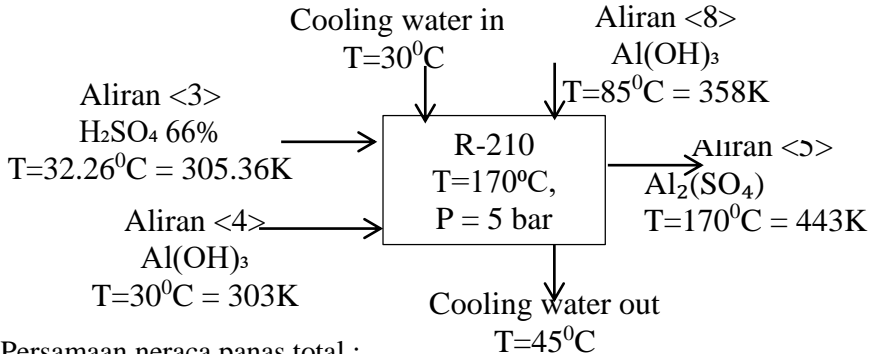 Cooling water in
T=30⁰C
Aliran <8>
Al(OH)₃
T=85⁰C = 358K
Aliran <3>
H₂SO₄ 66%
T=32.26⁰C = 305.36K
R-210
T=170⁰C,
P = 5 bar
Aliran <5>
Al₂(SO₄)
T=170⁰C = 443K
Aliran <4>
Al(OH)₃
T=30⁰C = 303K
Cooling water out
T=45⁰C
Persamaan neraca panas total :